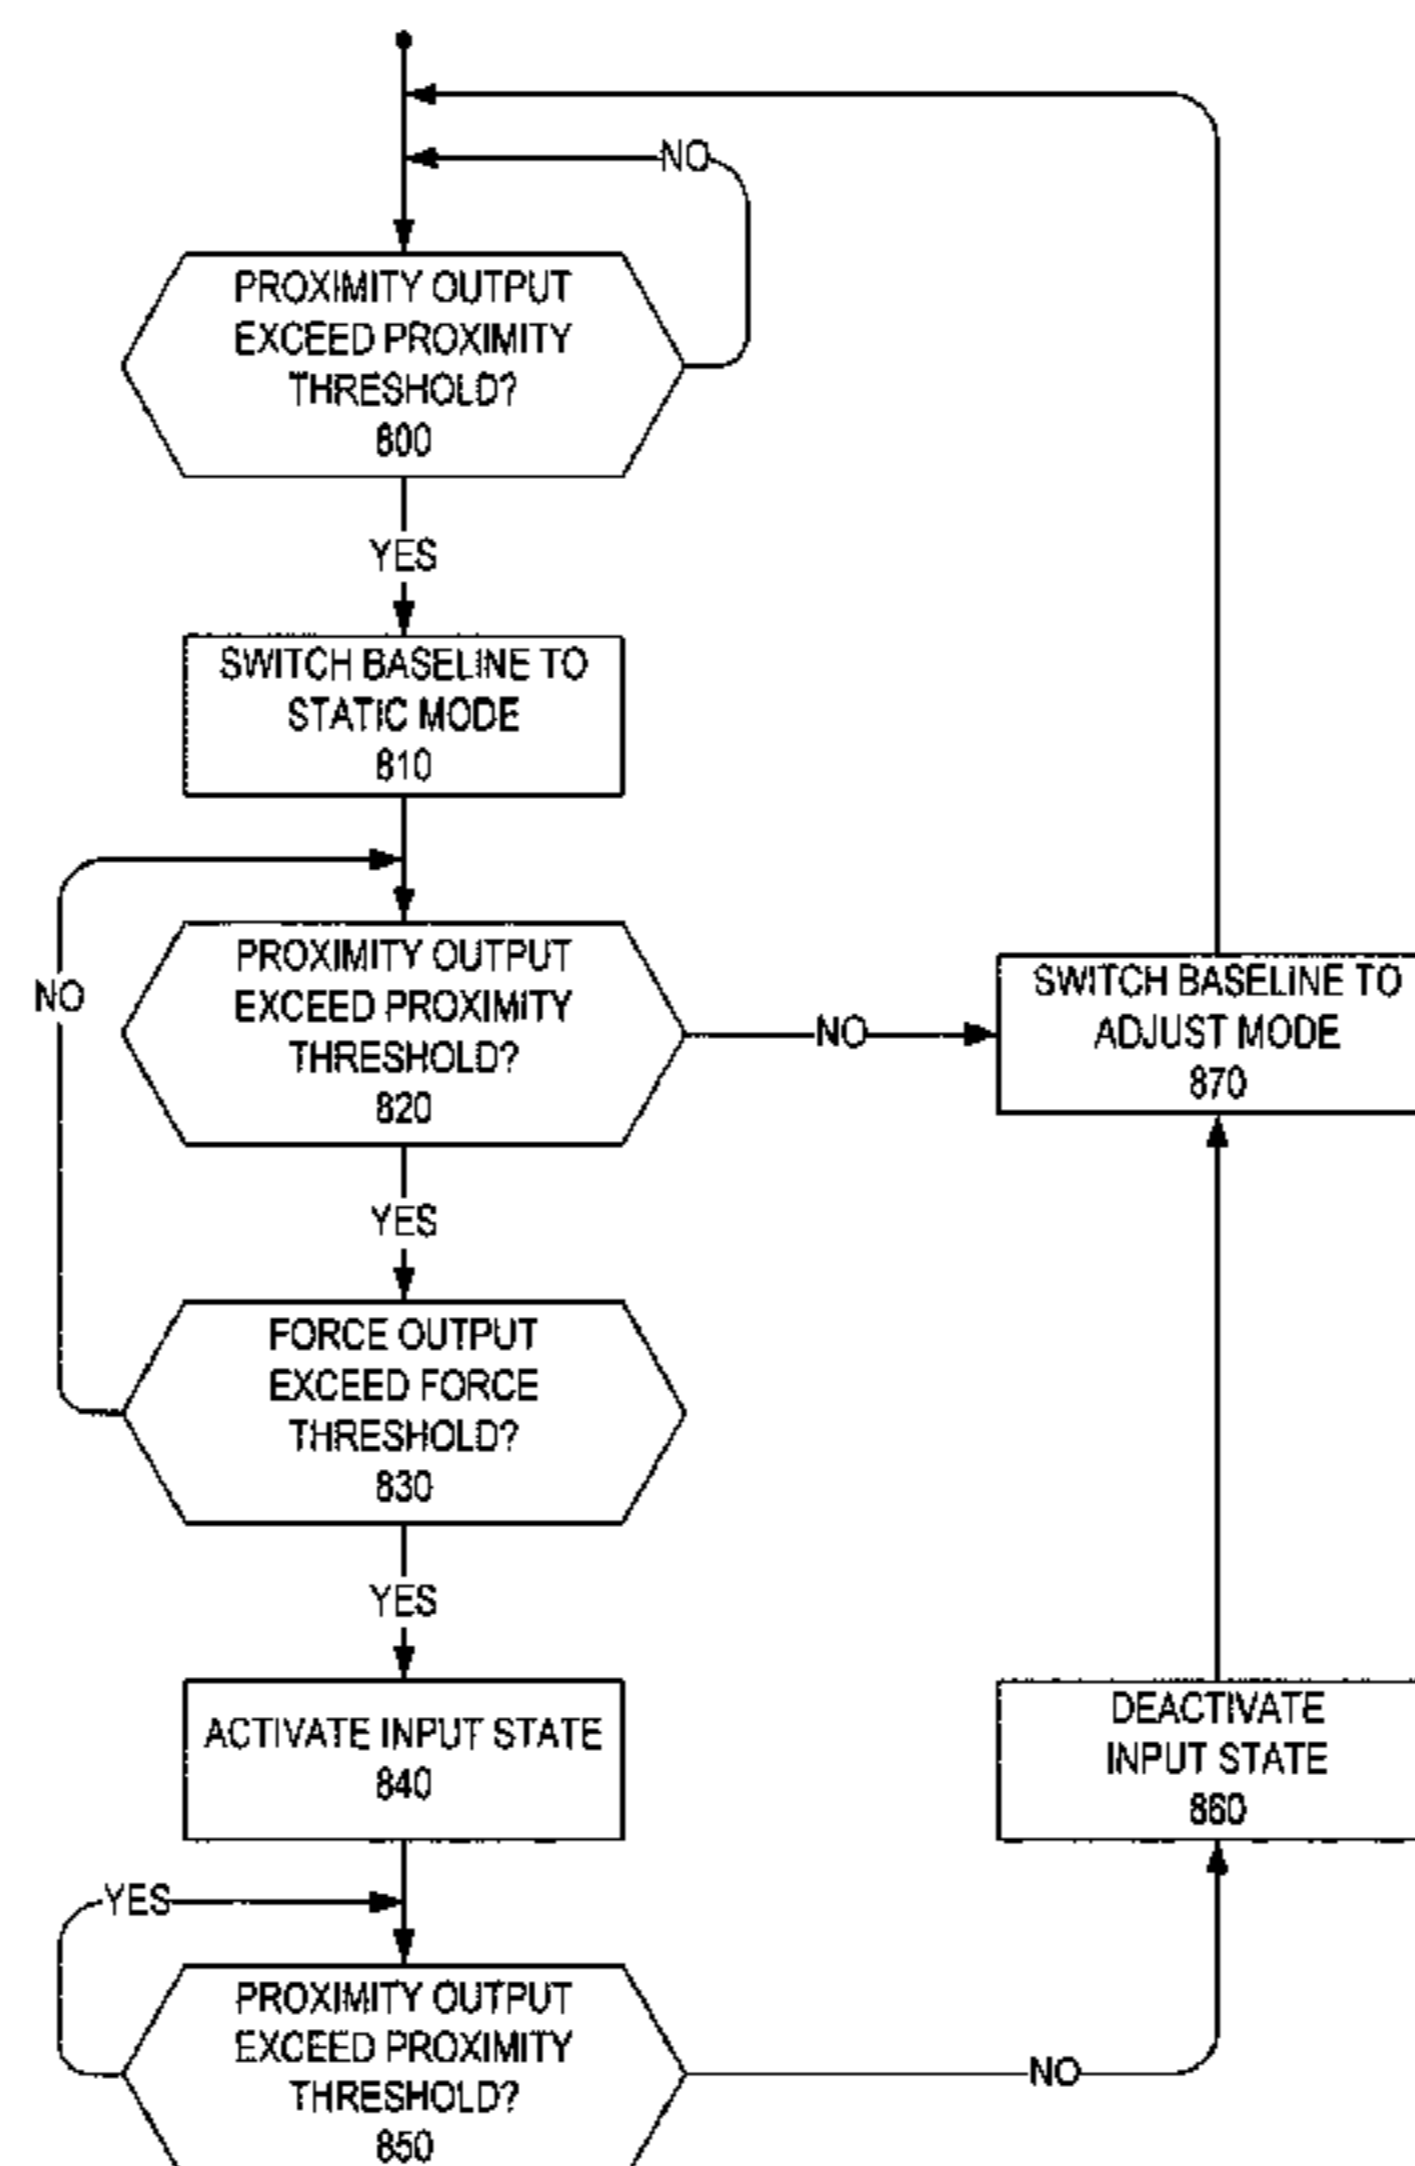 NO
PROXIMITY OUTPUT
EXCEED PROXIMITY
THRESHOLD?
800
YES
SWITCH BASELINE TO
STATIC MODE
810
NO
PROXIMITY OUTPUT
EXCEED PROXIMITY
THRESHOLD?
820
NO
SWITCH BASELINE TO
ADJUST MODE
870
YES
FORCE OUTPUT
EXCEED FORCE
THRESHOLD?
830
YES
ACTIVATE INPUT STATE
840
DEACTIVATE
INPUT STATE
860
YES
PROXIMITY OUTPUT
EXCEED PROXIMITY
THRESHOLD?
850
NO